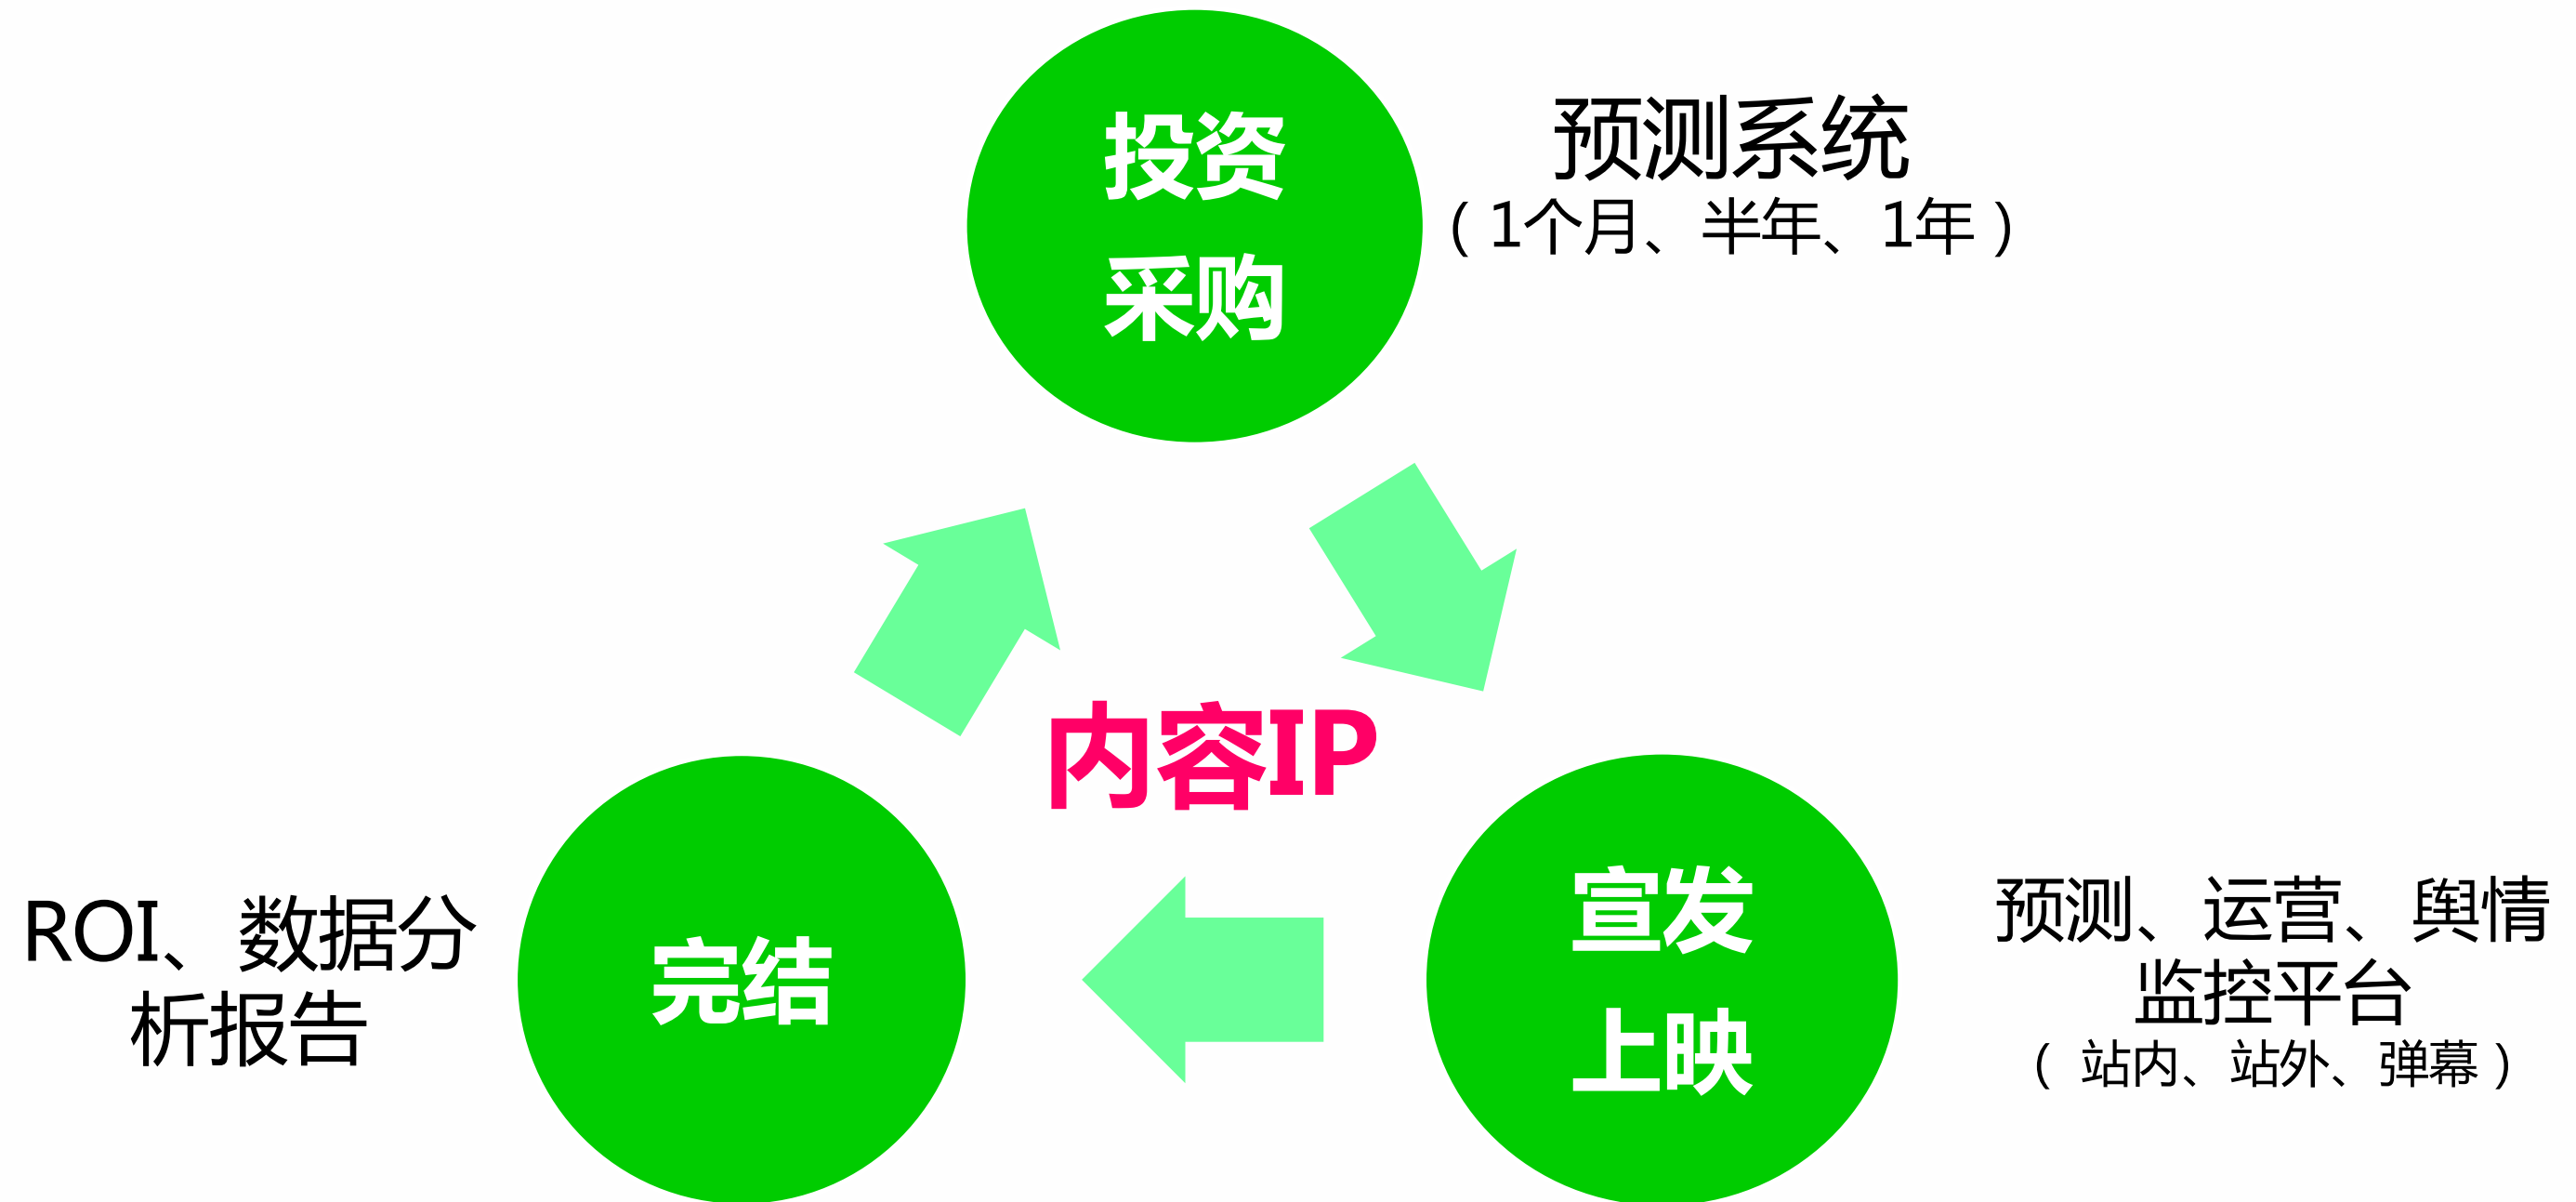 投资
采购
预测系统
（1个月、半年、1年）
内容IP
完结
ROI、数据分
析报告
宣发
上映
预测、运营、舆情
监控平台
（ 站内、站外、弹幕）